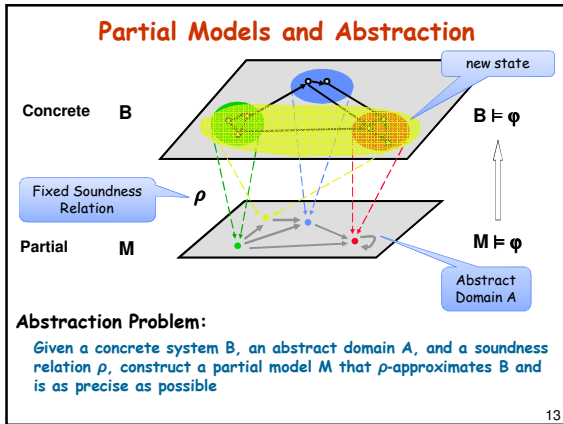 Partial Models and Abstraction
new state
Concrete B
B ⊨ φ
Fixed Soundness
Relation
ρ
Partial M
M ⊨ φ
Abstract
Domain A
Abstraction Problem:
Given a concrete system B, an abstract domain A, and a soundness
relation ρ, construct a partial model M that ρ-approximates B and
is as precise as possible
13